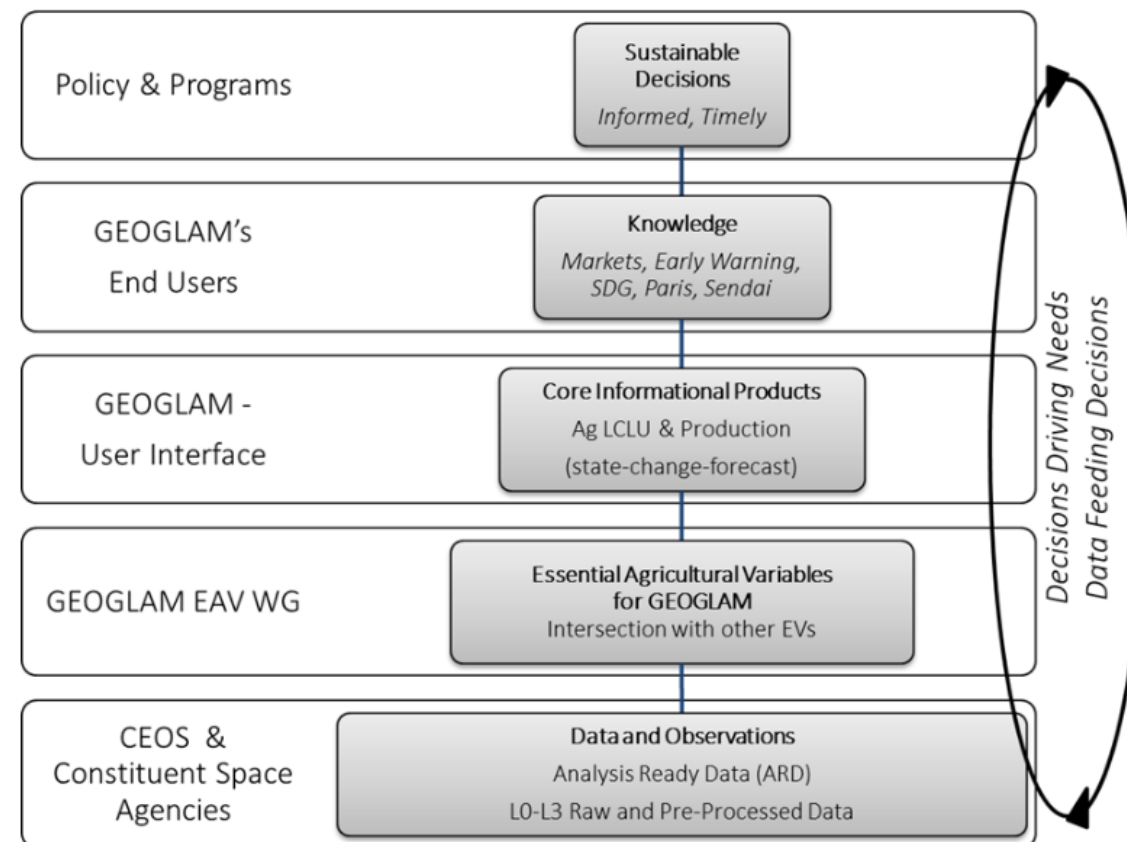 Policy & Programs
Sustainable
Decisions
Informed, Timely
GEOGLAM’s
End Users
Knowledge
Markets, Early Warning,
SDG, Paris, Sendai
GEOGLAM -
User Interface
Core Informational Products
Ag LCLU & Production
(state-change-forecast)
GEOGLAM EAV WG
Essential Agricultural Variables
for GEOGLAM
Intersection with other EVs
CEOS &
Constituent Space
Agencies
Data and Observations
Analysis Ready Data (ARD)
L0-L3 Raw and Pre-Processed Data
Decisions Driving Needs
Data Feeding Decisions